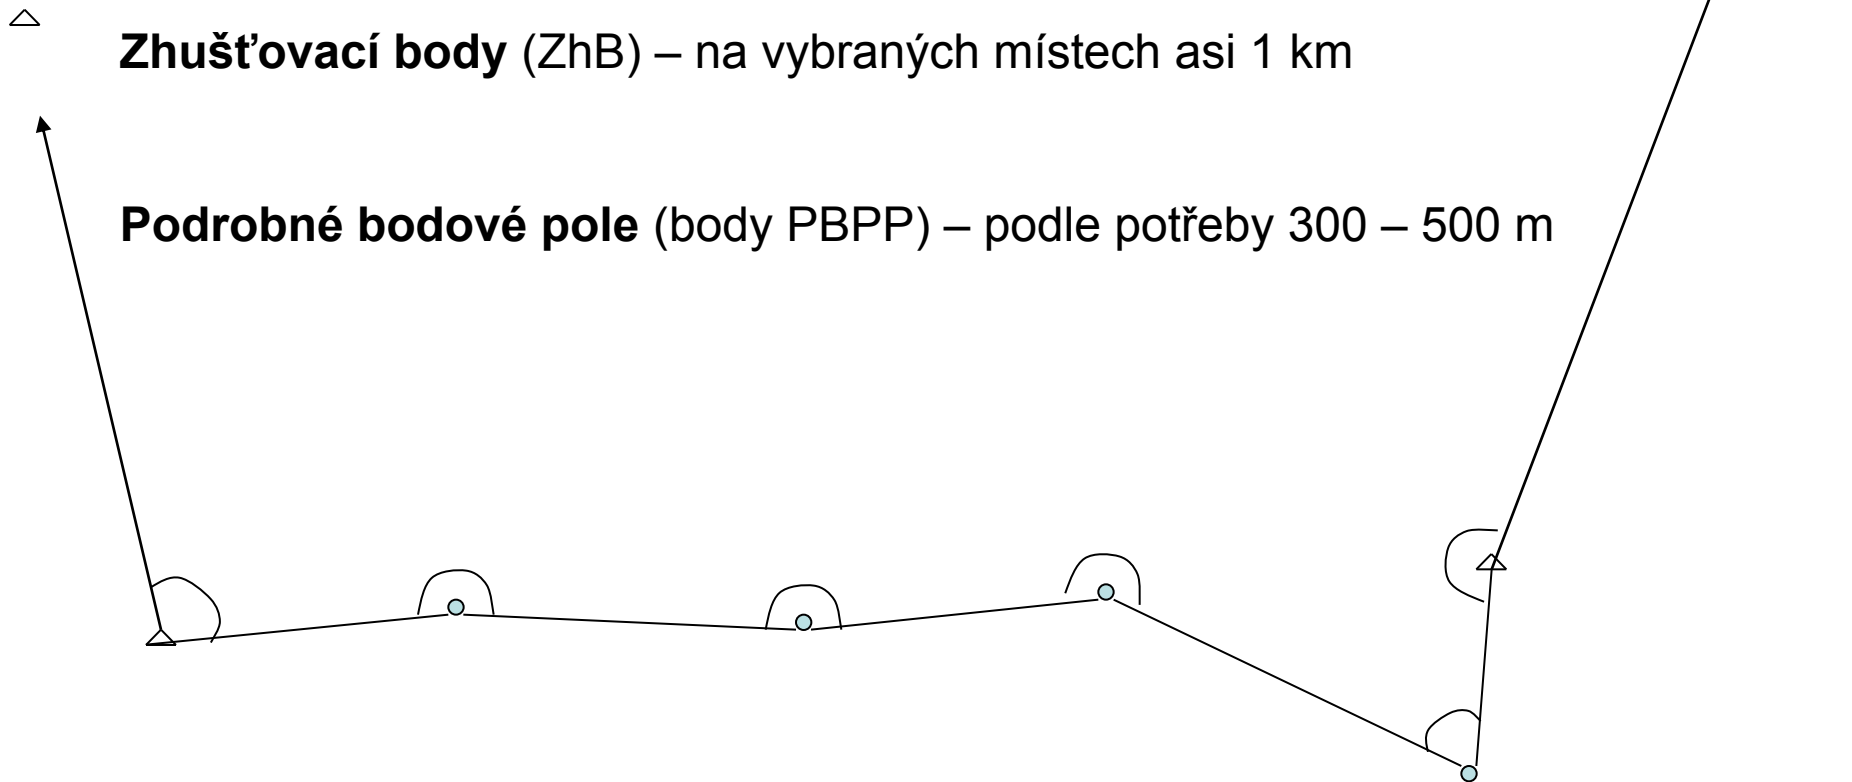 Zhušťovací body (ZhB) – na vybraných místech asi 1 km
Podrobné bodové pole (body PBPP) – podle potřeby 300 – 500 m